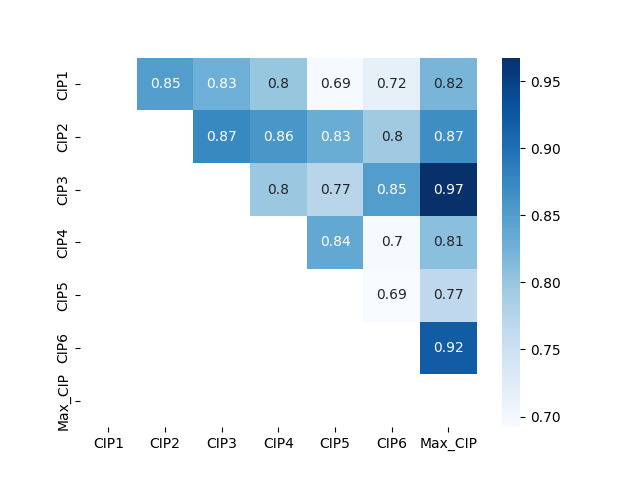 CIP1 0.85 0.83 0.8 0.69 0.72 0.82
CIP2 0.87 0.86 0.83 0.8 0.87
CIP3 0.8 0.77 0.85 0.97
CIP4 0.84 0.7 0.81
CIP5 0.69 0.77
CIP6 0.92
Max_CIP
CIP1 CIP2 CIP3 CIP4 CIP5 CIP6 Max_CIP
0.95
0.90
0.85
0.80
0.75
0.70